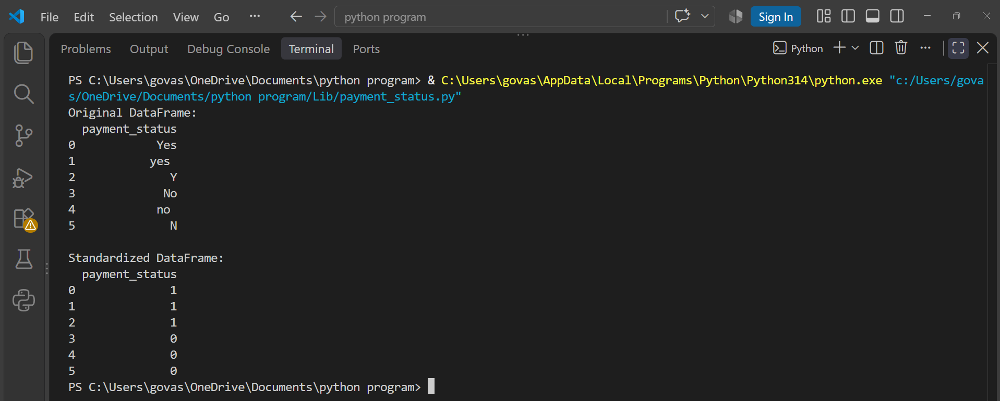 File Edit Selection View Go ··· python program Sign In
Problems Output Debug Console Terminal Ports Python
PS C:\Users\govas\OneDrive\Documents\python program> & C:\Users\govas\AppData\Local\Programs\Python\Python314\python.exe "c:/Users/gova
s/OneDrive/Documents/python program/Lib/payment_status.py"
Original DataFrame:
  payment_status
0            Yes
1           yes
2              Y
3             No
4            no
5              N
Standardized DataFrame:
  payment_status
0              1
1              1
2              1
3              0
4              0
5              0
PS C:\Users\govas\OneDrive\Documents\python program>